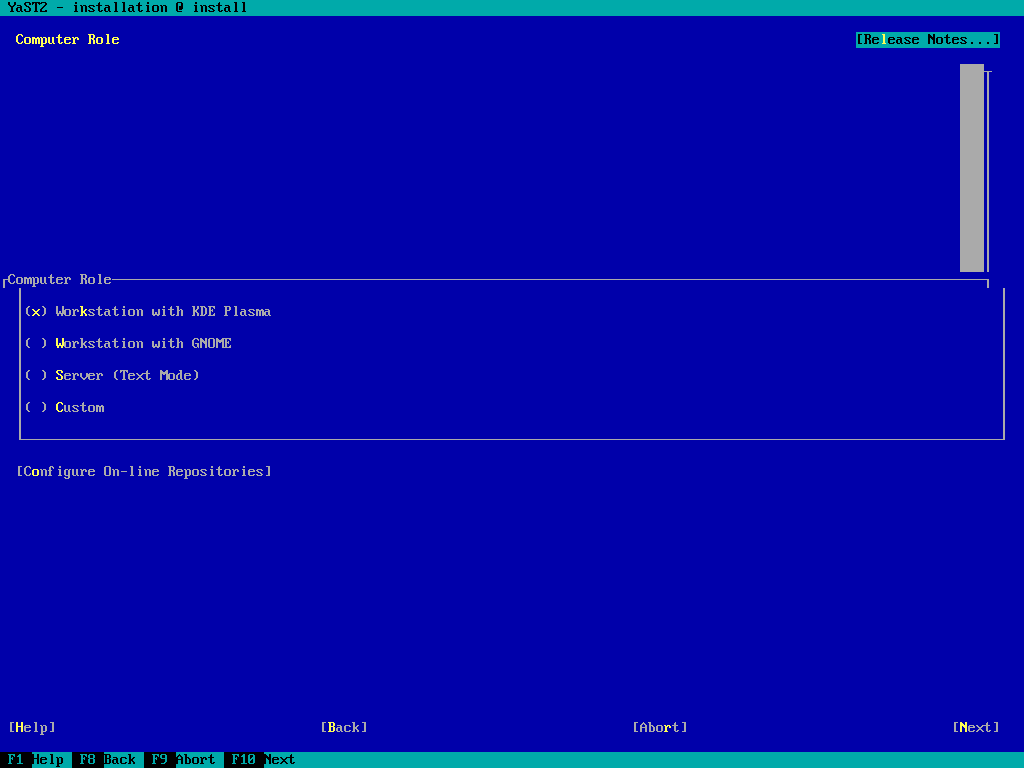 YaST2 - installation @ install
Computer Role [Release Notes...]
Computer Role
(x) Workstation with KDE Plasma
( ) Workstation with GNOME
( ) Server (Text Mode)
( ) Custom
[Configure On-line Repositories]
[Help] [Back] [Abort] [Next]
F1 Help F8 Back F9 Abort F10 Next